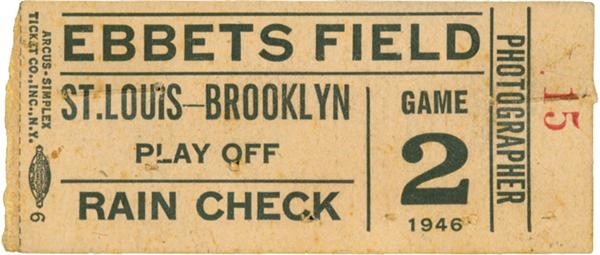 ARCUS-SIMPLEX
TICKET CO., INC., N.Y.
6
EBBETS FIELD
ST. LOUIS—BROOKLYN
PLAY OFF
RAIN CHECK
GAME
2
1946
PHOTOGRAPHER
. 15